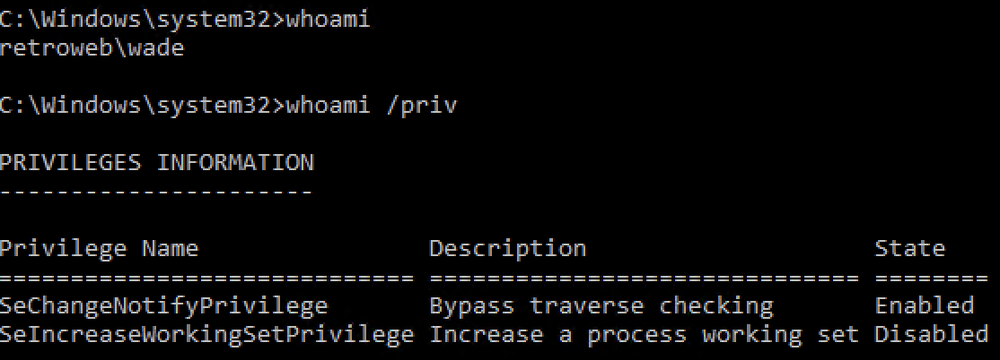 C:\Windows\system32>whoami
retroweb\wade
C:\Windows\system32>whoami /priv
PRIVILEGES INFORMATION
----------------------
Privilege Name                Description                    State
============================= ============================== ========
SeChangeNotifyPrivilege       Bypass traverse checking       Enabled
SeIncreaseWorkingSetPrivilege Increase a process working set Disabled